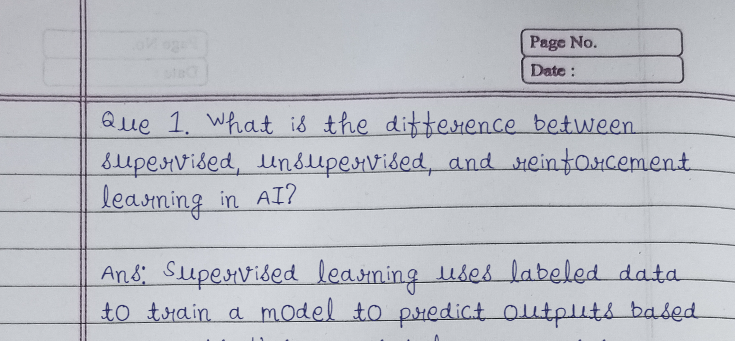 Page No.
Date :
Que 1. What is the difference between
supervised, unsupervised, and reinforcement
learning in AI?
Ans: Supervised learning uses labeled data
to train a model to predict outputs based